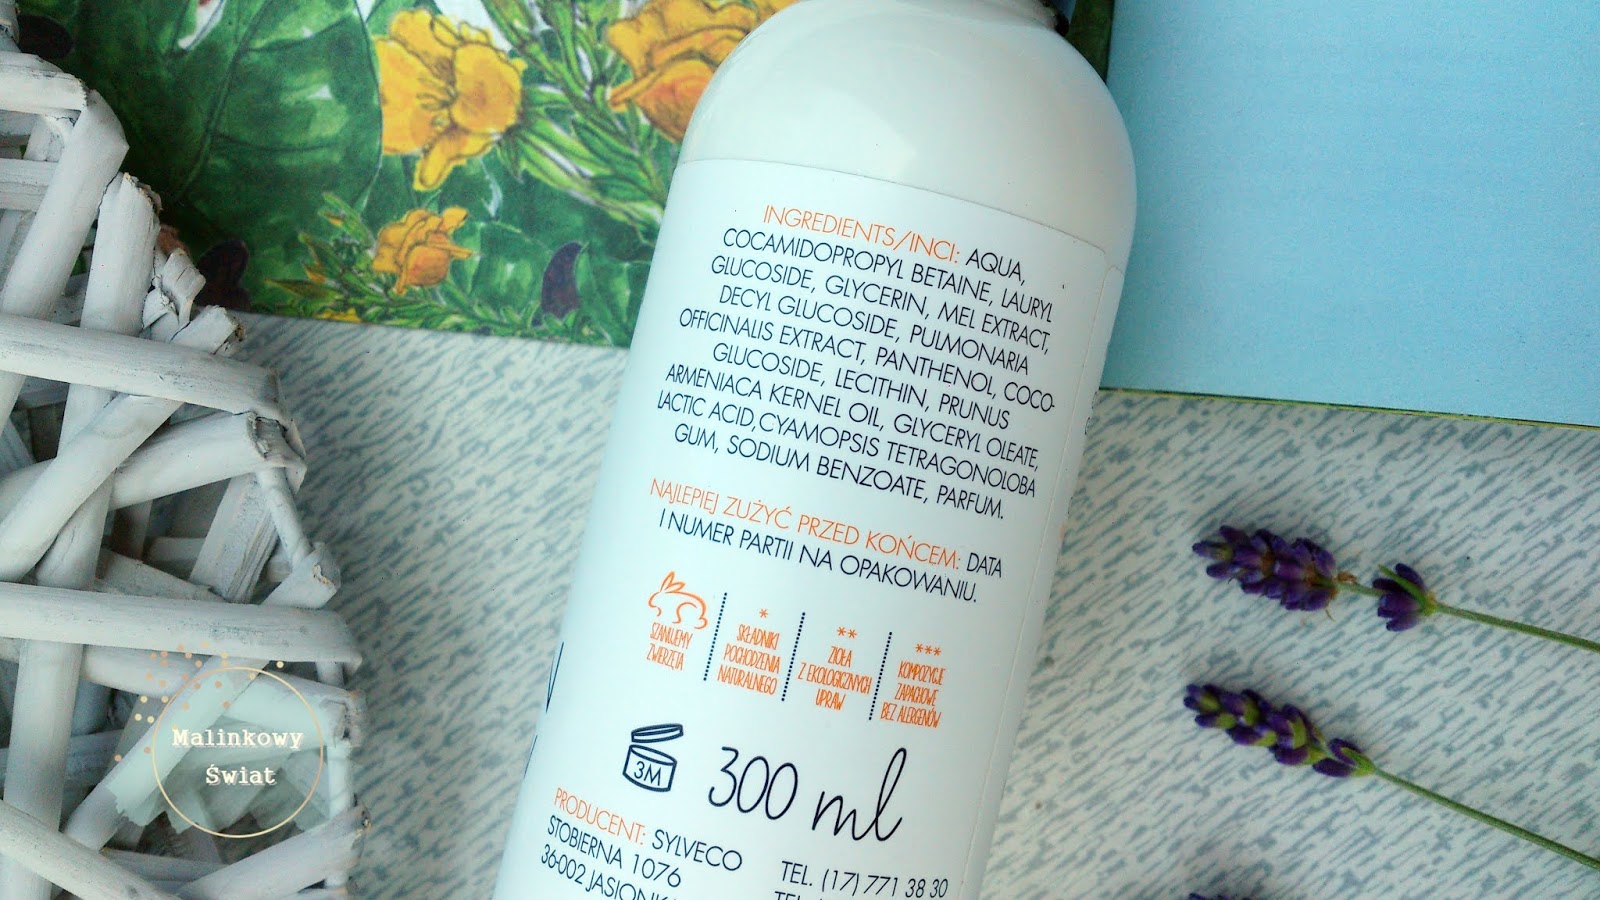 INGREDIENTS/INCI: AQUA,
COCAMIDOPROPYL BETAINE, LAURYL
GLUCOSIDE, GLYCERIN, MEL EXTRACT,
DECYL GLUCOSIDE, PULMONARIA
OFFICINALIS EXTRACT, PANTHENOL, COCO-
GLUCOSIDE, LECITHIN, PRUNUS
ARMENIACA KERNEL OIL, GLYCERYL OLEATE,
LACTIC ACID,CYAMOPSIS TETRAGONOLOBA
GUM, SODIUM BENZOATE, PARFUM.
NAJLEPIEJ ZUŻYĆ PRZED KOŃCEM: DATA
I NUMER PARTII NA OPAKOWANIU.
SZANUJEMY
ZWIERZĘTA
*
SKŁADNIKI
POCHODZENIA
NATURALNEGO
**
ZIOŁA
Z EKOLOGICZNYCH
UPRAW
***
KOMPOZYCJE
ZAPACHOWE
BEZ ALERGENÓW
3M
300 ml
PRODUCENT: SYLVECO
STOBIERNA 1076
36-002
TEL. (17) 771 38 30
Malinkowy
Świat